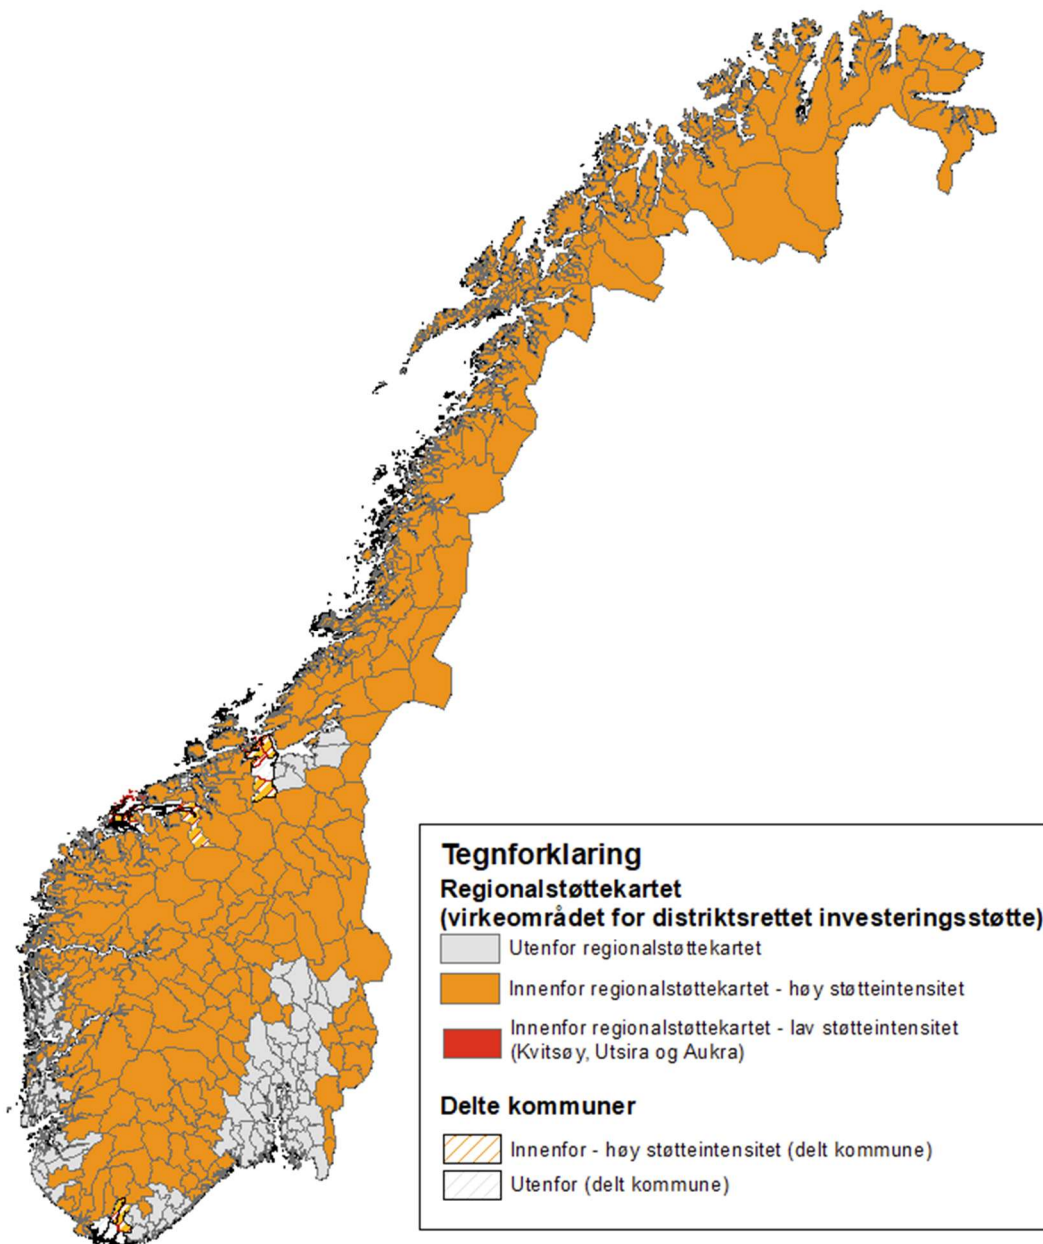 Tegnforklaring
Regionalstøttekartet
(virkeområdet for distriktsrettet investeringsstøtte)
Utenfor regionalstøttekartet
Innenfor regionalstøttekartet - høy støtteintensitet
Innenfor regionalstøttekartet - lav støtteintensitet
(Kvitsøy, Utsira og Aukra)
Delte kommuner
Innenfor - høy støtteintensitet (delt kommune)
Utenfor (delt kommune)